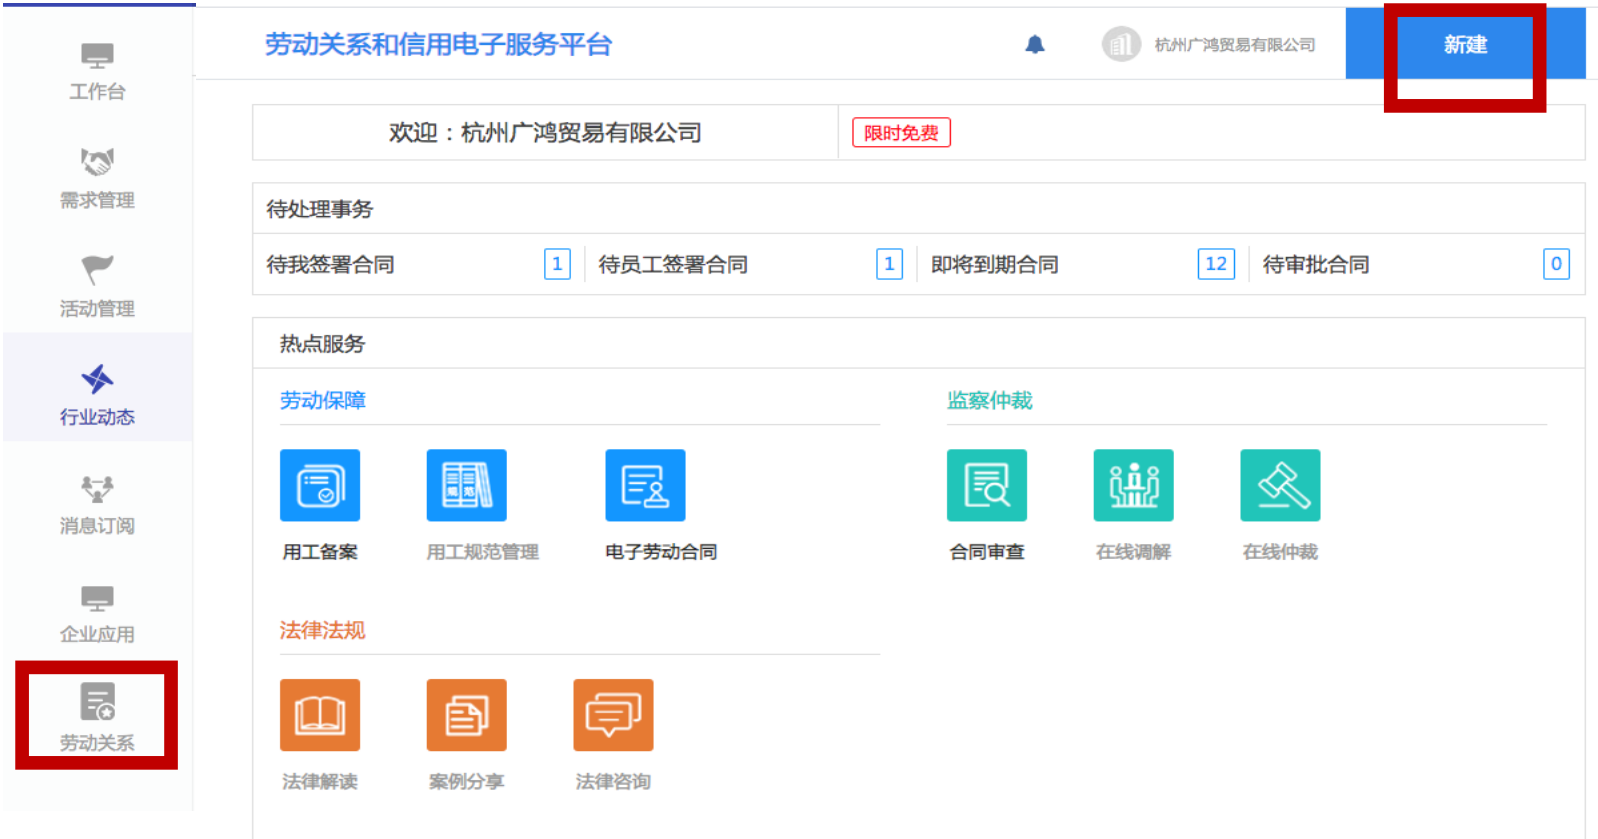 劳动关系和信用电子服务平台
杭州广鸿贸易有限公司
新建
工作台
需求管理
活动管理
行业动态
消息订阅
企业应用
劳动关系
欢迎：杭州广鸿贸易有限公司
限时免费
待处理事务
待我签署合同 1 待员工签署合同 1 即将到期合同 12 待审批合同 0
热点服务
劳动保障
规范
用工备案 用工规范管理 电子劳动合同
监察仲裁
合同审查 在线调解 在线仲裁
法律法规
法律解读 案例分享 法律咨询